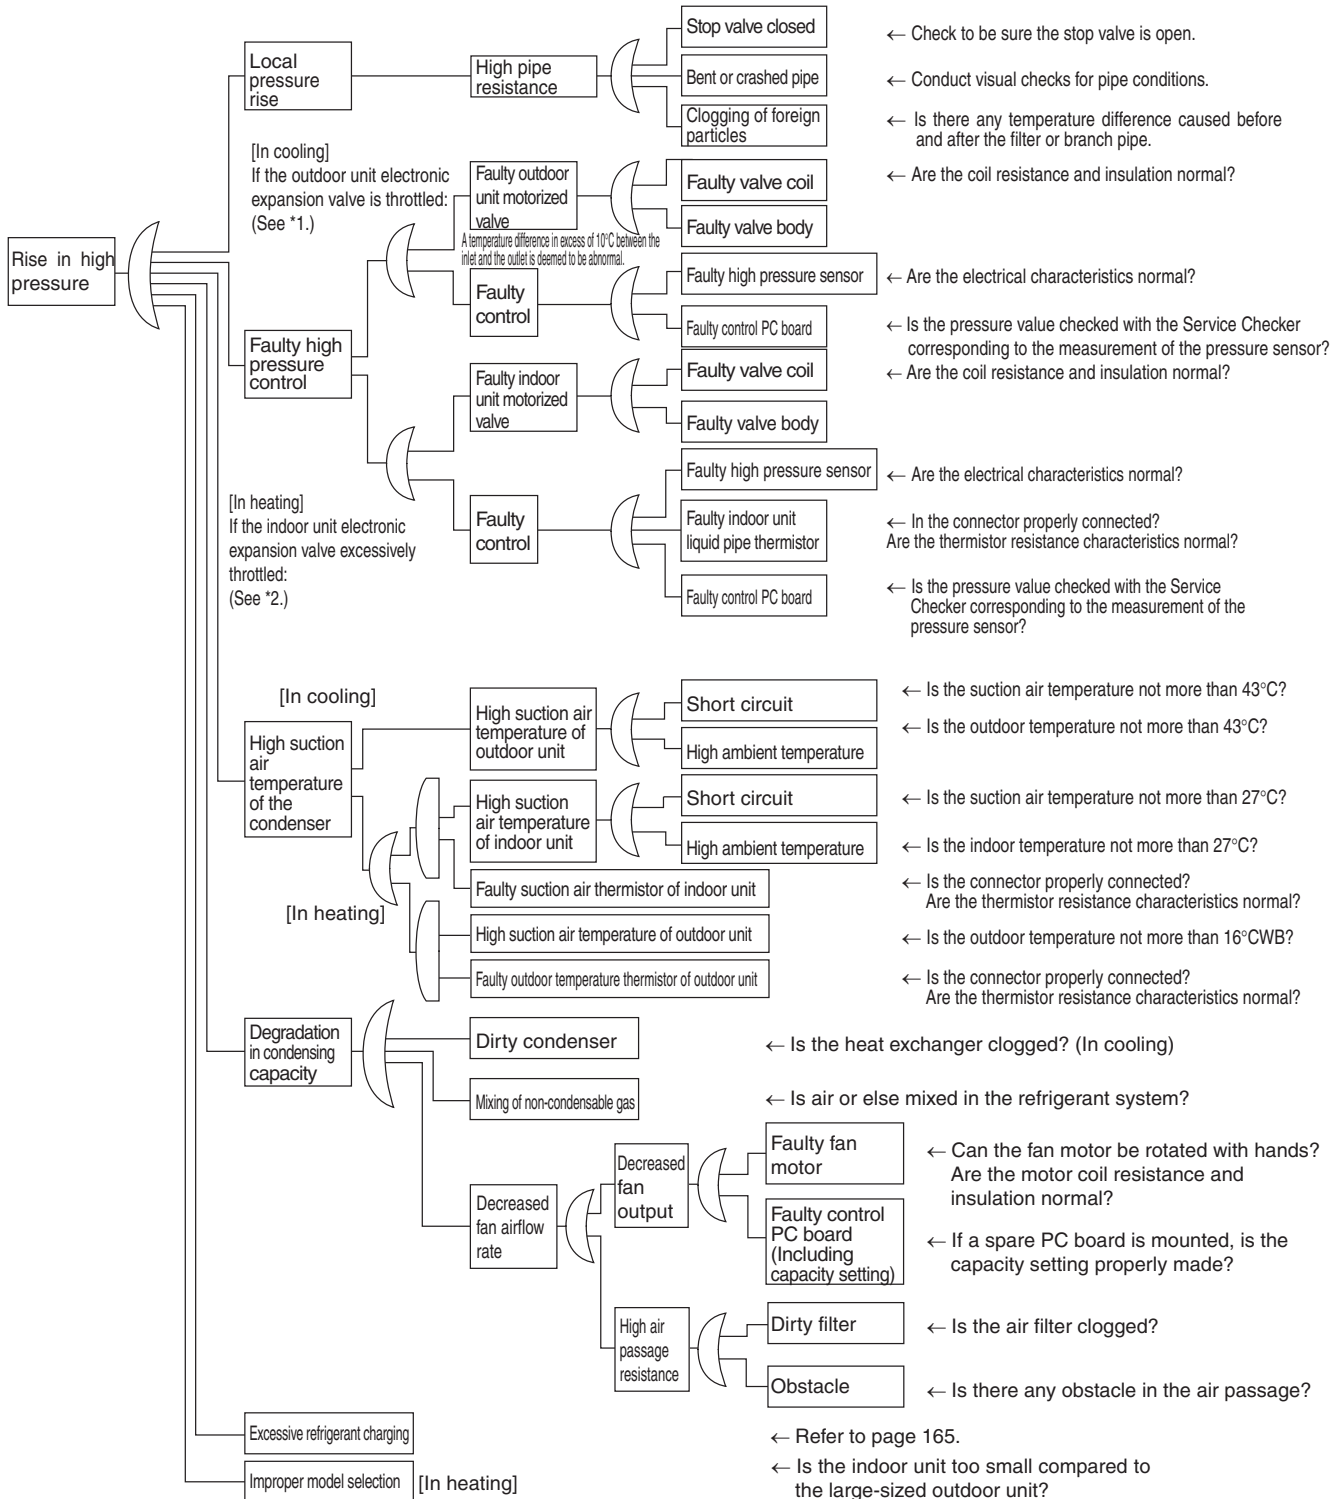 Stop valve closed
← Check to be sure the stop valve is open.
Local
pressure
rise
High pipe
resistance
Bent or crashed pipe
← Conduct visual checks for pipe conditions.
Clogging of foreign
particles
← Is there any temperature difference caused before
and after the filter or branch pipe.
[In cooling]
If the outdoor unit electronic
expansion valve is throttled:
(See *1.)
Faulty outdoor
unit motorized
valve
Faulty valve coil
← Are the coil resistance and insulation normal?
Faulty valve body
A temperature difference in excess of 10°C between the
inlet and the outlet is deemed to be abnormal.
Rise in high
pressure
Faulty
control
Faulty high pressure sensor
← Are the electrical characteristics normal?
Faulty control PC board
← Is the pressure value checked with the Service Checker
corresponding to the measurement of the pressure sensor?
Faulty high
pressure
control
Faulty indoor
unit motorized
valve
Faulty valve coil
← Are the coil resistance and insulation normal?
Faulty valve body
Faulty high pressure sensor
← Are the electrical characteristics normal?
[In heating]
If the indoor unit electronic
expansion valve excessively
throttled:
(See *2.)
Faulty
control
Faulty indoor unit
liquid pipe thermistor
← In the connector properly connected?
Are the thermistor resistance characteristics normal?
Faulty control PC board
← Is the pressure value checked with the Service
Checker corresponding to the measurement of the
pressure sensor?
[In cooling]
High suction
air
temperature
of the
condenser
High suction air
temperature of
outdoor unit
Short circuit
← Is the suction air temperature not more than 43°C?
High ambient temperature
← Is the outdoor temperature not more than 43°C?
High suction
air temperature
of indoor unit
Short circuit
← Is the suction air temperature not more than 27°C?
High ambient temperature
← Is the indoor temperature not more than 27°C?
[In heating]
Faulty suction air thermistor of indoor unit
← Is the connector properly connected?
Are the thermistor resistance characteristics normal?
High suction air temperature of outdoor unit
← Is the outdoor temperature not more than 16°CWB?
Faulty outdoor temperature thermistor of outdoor unit
← Is the connector properly connected?
Are the thermistor resistance characteristics normal?
Degradation
in condensing
capacity
Dirty condenser
← Is the heat exchanger clogged? (In cooling)
Mixing of non-condensable gas
← Is air or else mixed in the refrigerant system?
Decreased
fan airflow
rate
Decreased
fan
output
Faulty fan
motor
← Can the fan motor be rotated with hands?
Are the motor coil resistance and
insulation normal?
Faulty control
PC board
(Including
capacity setting)
← If a spare PC board is mounted, is the
capacity setting properly made?
High air
passage
resistance
Dirty filter
← Is the air filter clogged?
Obstacle
← Is there any obstacle in the air passage?
Excessive refrigerant charging
← Refer to page 165.
Improper model selection
[In heating]
← Is the indoor unit too small compared to
the large-sized outdoor unit?